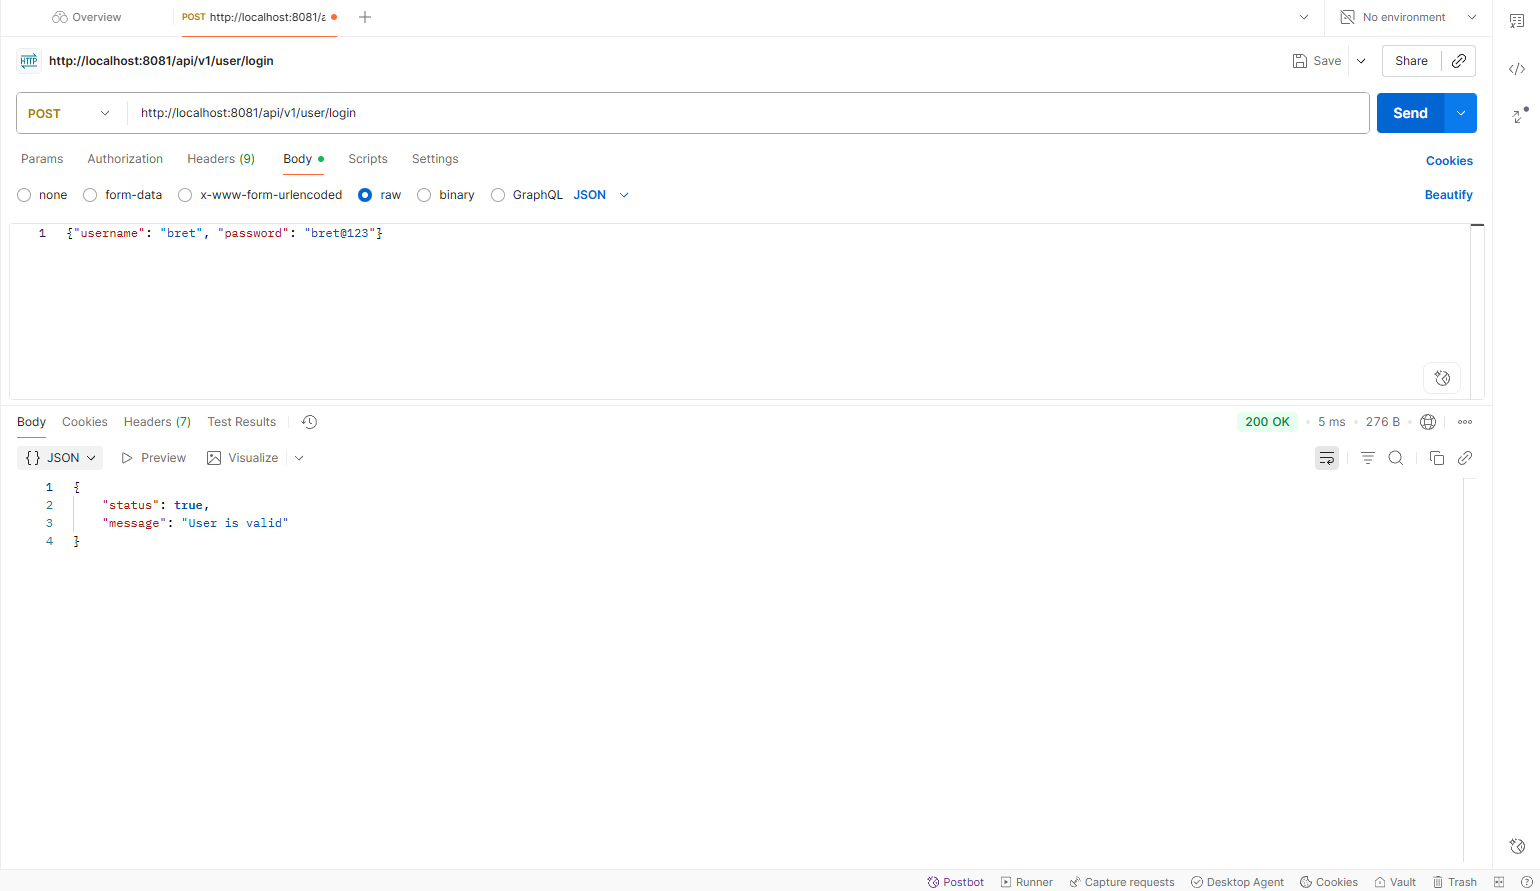 Overview
POST http://localhost:8081/a
No environment
HTTP http://localhost:8081/api/v1/user/login
Save
Share
POST http://localhost:8081/api/v1/user/login
Send
Params Authorization Headers (9) Body Scripts Settings
Cookies
none form-data x-www-form-urlencoded raw binary GraphQL JSON
Beautify
1 {"username": "bret", "password": "bret@123"}
Body Cookies Headers (7) Test Results
200 OK • 5 ms • 276 B •
{} JSON Preview Visualize
1 {
2 "status": true,
3 "message": "User is valid"
4 }
Postbot Runner Capture requests Desktop Agent Cookies Vault Trash